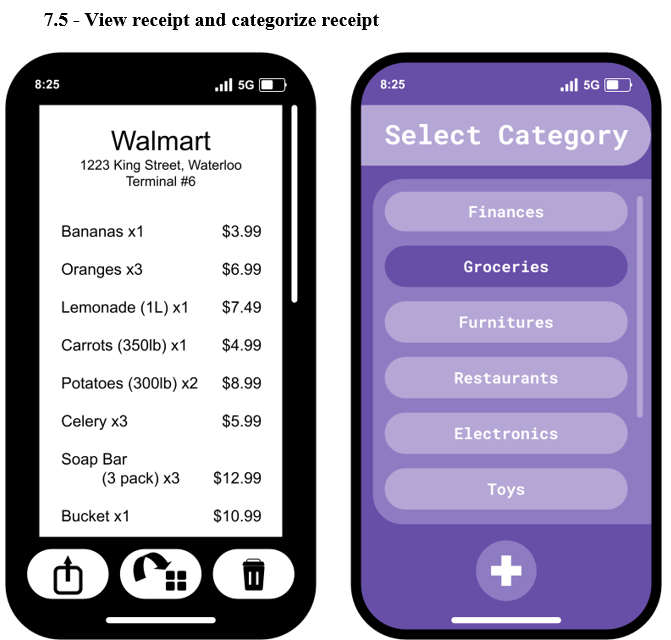 7.5 - View receipt and categorize receipt
8:25
5G
Walmart
1223 King Street, Waterloo
Terminal #6
Bananas x1 $3.99
Oranges x3 $6.99
Lemonade (1L) x1 $7.49
Carrots (350lb) x1 $4.99
Potatoes (300lb) x2 $8.99
Celery x3 $5.99
Soap Bar
(3 pack) x3 $12.99
Bucket x1 $10.99
8:25
5G
Select Category
Finances
Groceries
Furnitures
Restaurants
Electronics
Toys